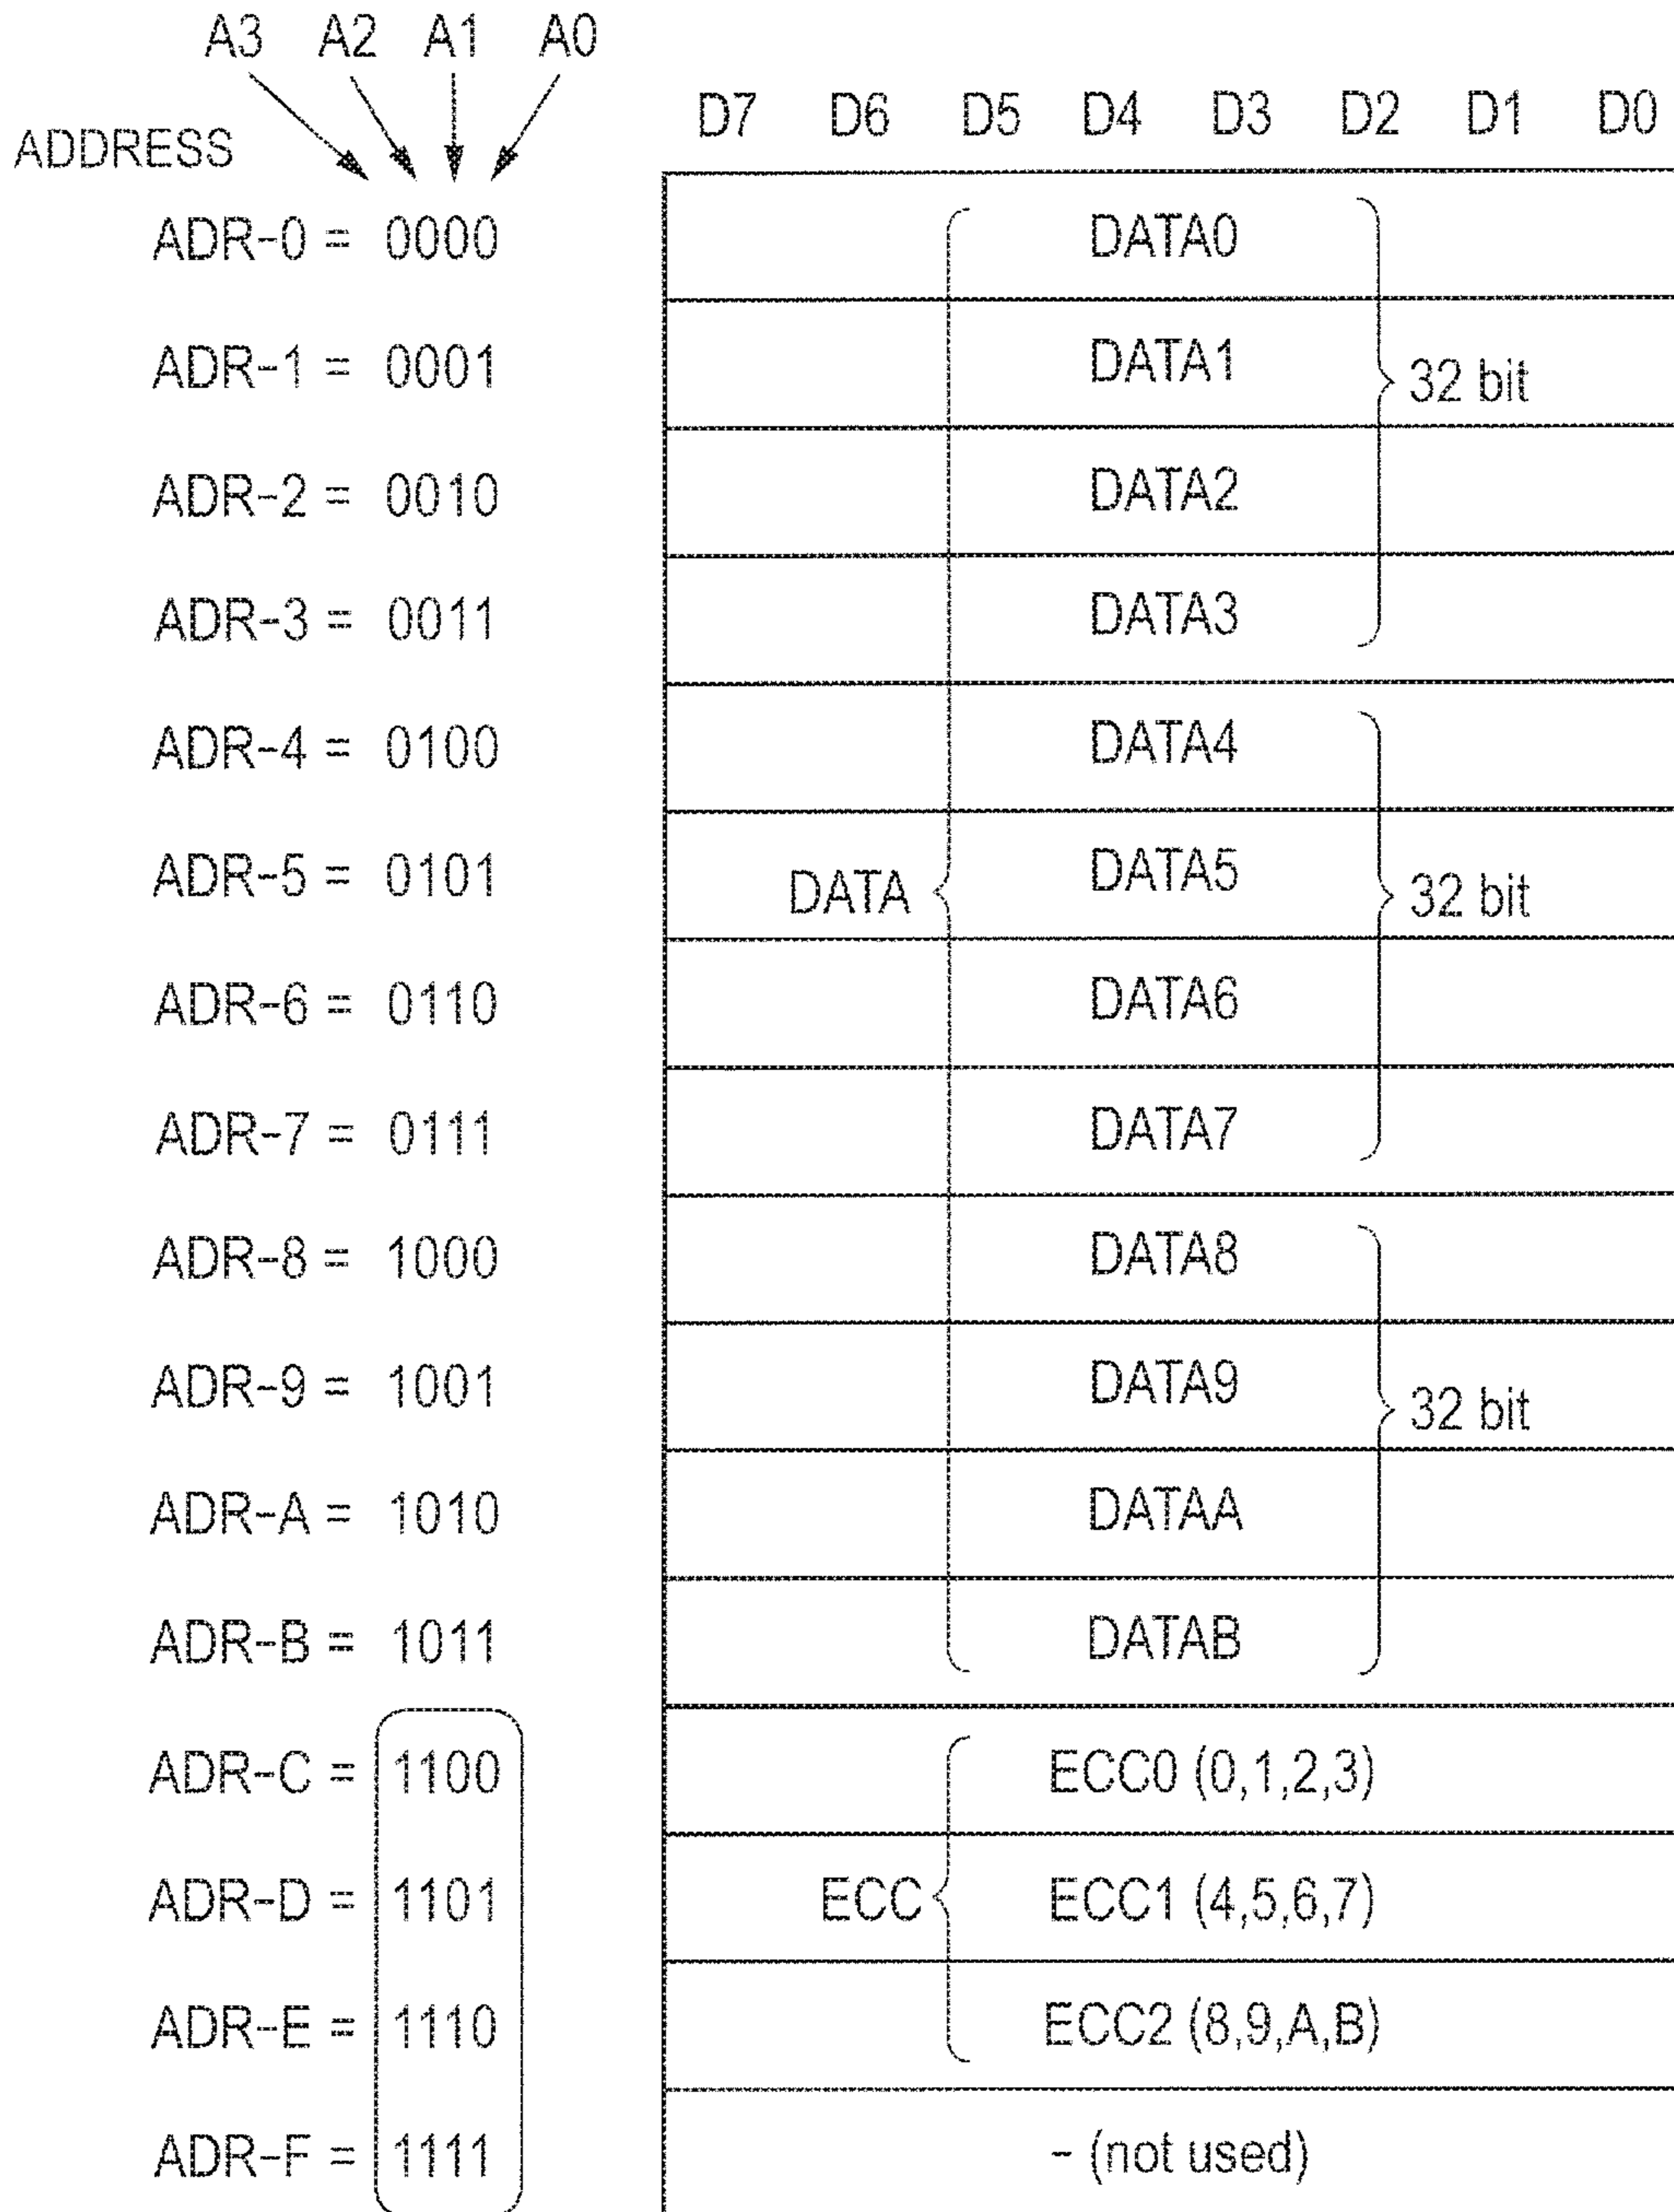 A3 A2 A1 A0
D7 D6 D5 D4 D3 D2 D1 D0
ADDRESS
ADR-0 = 0000 DATA0
ADR-1 = 0001 DATA1 32 bit
ADR-2 = 0010 DATA2
ADR-3 = 0011 DATA3
ADR-4 = 0100 DATA4
ADR-5 = 0101 DATA DATA5 32 bit
ADR-6 = 0110 DATA6
ADR-7 = 0111 DATA7
ADR-8 = 1000 DATA8
ADR-9 = 1001 DATA9 32 bit
ADR-A = 1010 DATAA
ADR-B = 1011 DATAB
ADR-C = 1100 ECC0 (0,1,2,3)
ADR-D = 1101 ECC ECC1 (4,5,6,7)
ADR-E = 1110 ECC2 (8,9,A,B)
ADR-F = 1111 - (not used)